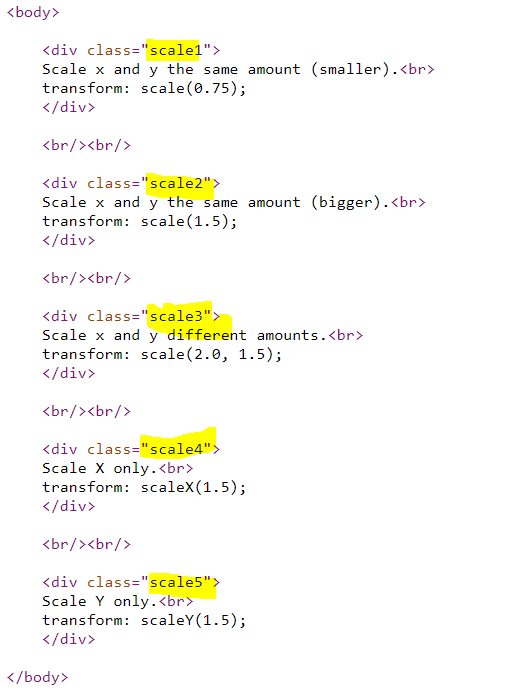 <body>
<div class="scale1">
Scale x and y the same amount (smaller).<br>
transform: scale(0.75);
</div>
<br/><br/>
<div class="scale2">
Scale x and y the same amount (bigger).<br>
transform: scale(1.5);
</div>
<br/><br/>
<div class="scale3">
Scale x and y different amounts.<br>
transform: scale(2.0, 1.5);
</div>
<br/><br/>
<div class="scale4">
Scale X only.<br>
transform: scaleX(1.5);
</div>
<br/><br/>
<div class="scale5">
Scale Y only.<br>
transform: scaleY(1.5);
</div>
</body>